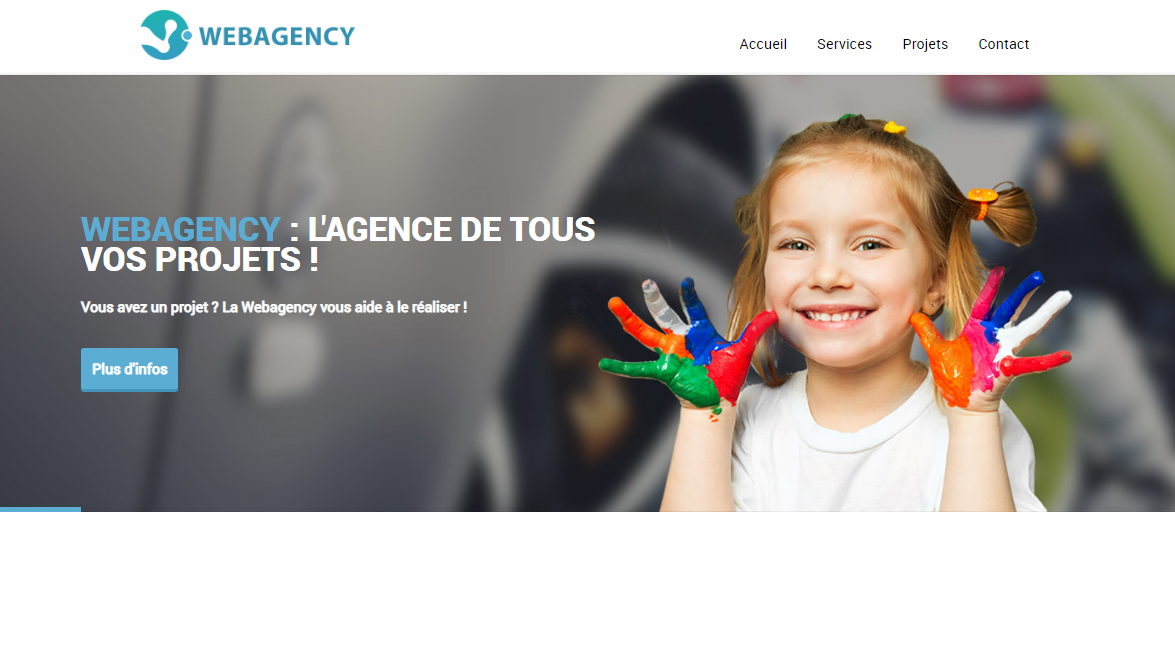 WEBAGENCY
Accueil Services Projets Contact
WEBAGENCY : L'AGENCE DE TOUS
VOS PROJETS !
Vous avez un projet ? La Webagency vous aide à le réaliser !
Plus d'infos